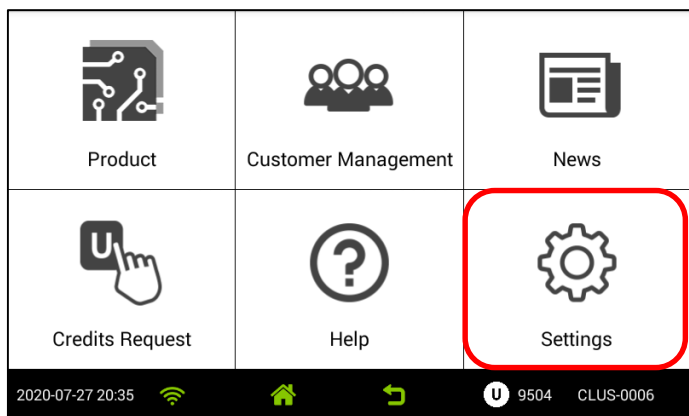 Product
Customer Management
News
U
Credits Request
?
Help
Settings
2020-07-27 20:35
U 9504 CLUS-0006